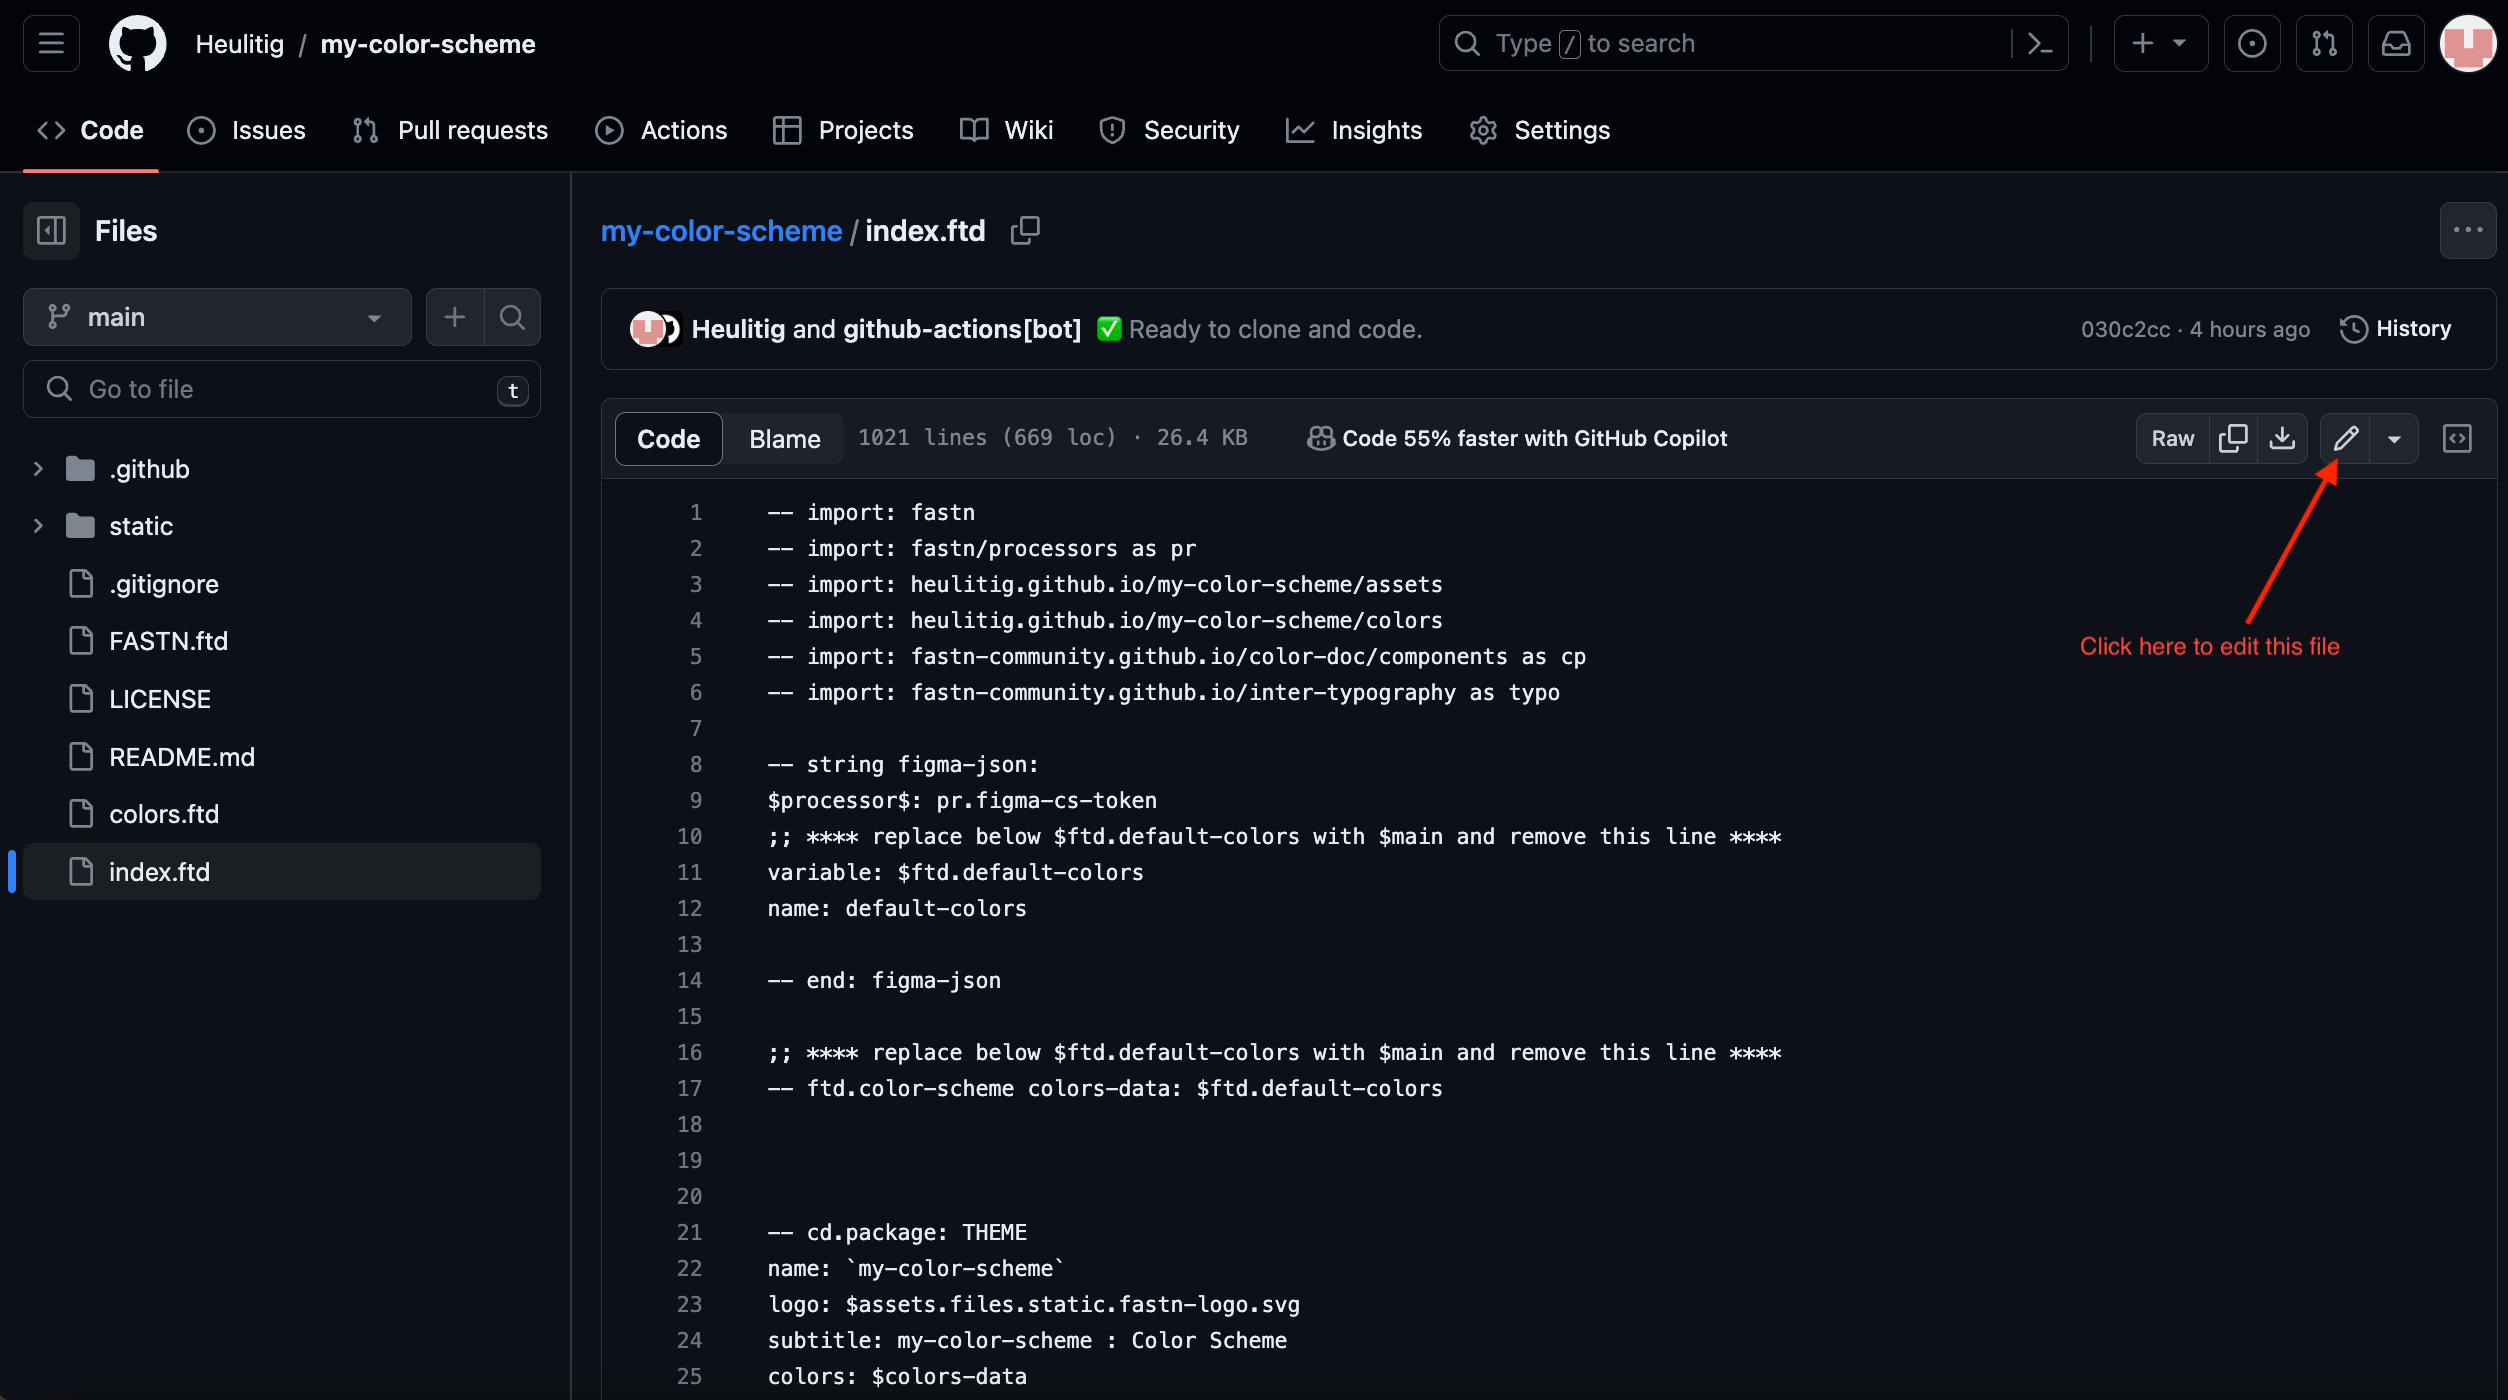 Heulitig / my-color-scheme
Type / to search
Code
Issues
Pull requests
Actions
Projects
Wiki
Security
Insights
Settings
Files
main
Go to file
t
.github
static
.gitignore
FASTN.ftd
LICENSE
README.md
colors.ftd
index.ftd
my-color-scheme / index.ftd
Heulitig and github-actions[bot] ✅ Ready to clone and code.
030c2cc · 4 hours ago
History
Code
Blame
1021 lines (669 loc) · 26.4 KB
Code 55% faster with GitHub Copilot
Raw
Click here to edit this file
1 -- import: fastn
2 -- import: fastn/processors as pr
3 -- import: heulitig.github.io/my-color-scheme/assets
4 -- import: heulitig.github.io/my-color-scheme/colors
5 -- import: fastn-community.github.io/color-doc/components as cp
6 -- import: fastn-community.github.io/inter-typography as typo
7
8 -- string figma-json:
9 $processor$: pr.figma-cs-token
10 ;; **** replace below $ftd.default-colors with $main and remove this line ****
11 variable: $ftd.default-colors
12 name: default-colors
13
14 -- end: figma-json
15
16 ;; **** replace below $ftd.default-colors with $main and remove this line ****
17 -- ftd.color-scheme colors-data: $ftd.default-colors
18
19
20
21 -- cd.package: THEME
22 name: `my-color-scheme`
23 logo: $assets.files.static.fastn-logo.svg
24 subtitle: my-color-scheme : Color Scheme
25 colors: $colors-data